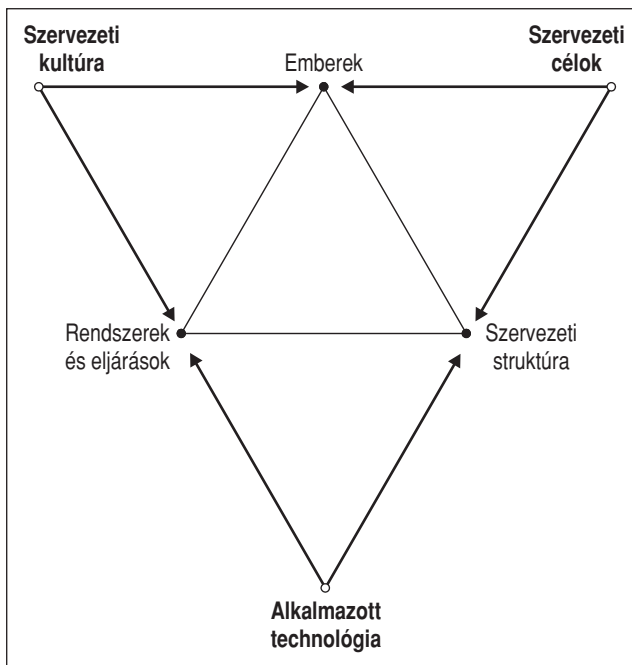 Szervezeti
kultúra
Emberek
Szervezeti
célok
Rendszerek
és eljárások
Szervezeti
struktúra
Alkalmazott
technológia